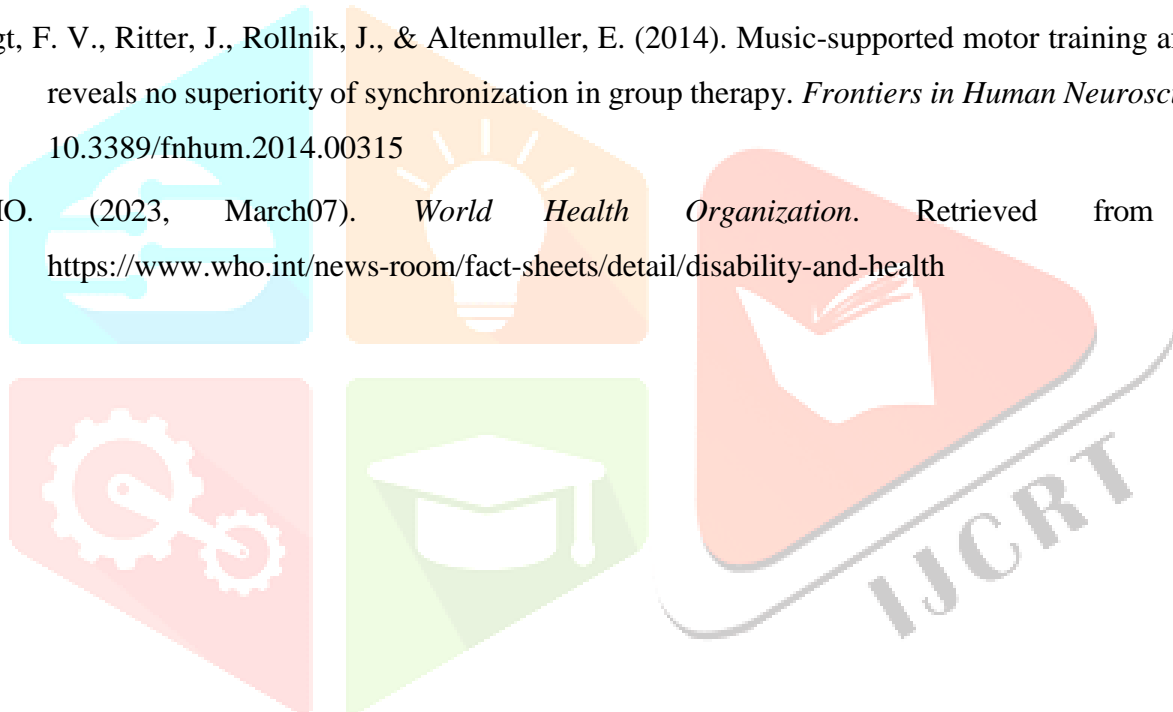 gt, F. V., Ritter, J., Rollnik, J., & Altenmuller, E. (2014). Music-supported motor training a
reveals no superiority of synchronization in group therapy. Frontiers in Human Neurosc
10.3389/fnhum.2014.00315
IO. (2023, March07). World Health Organization. Retrieved from
https://www.who.int/news-room/fact-sheets/detail/disability-and-health
IJCRT